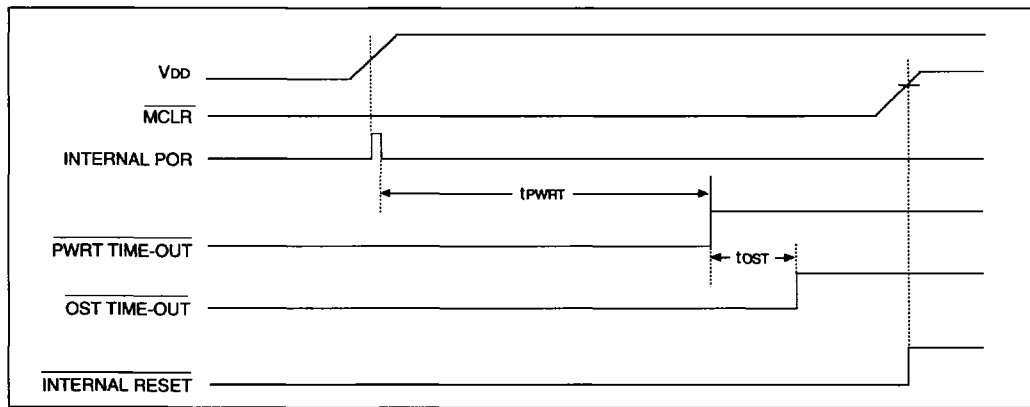 VDD
MCLR
INTERNAL POR
tPWRT
PWRT TIME-OUT
tOST
OST TIME-OUT
INTERNAL RESET